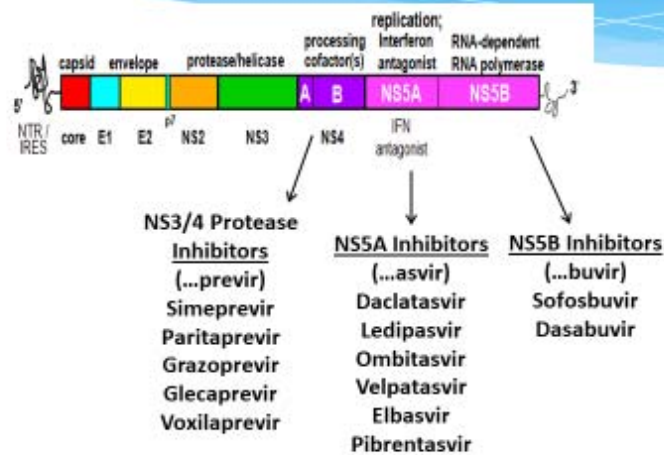 replication;
processing Interferon RNA-dependent
capsid envelope protease/helicase cofactor(s) antagonist RNA polymerase
5' A B NS5A NS5B 3'
NTR/ IRES core E1 E2 p7 NS2 NS3 NS4 IFN antagonist
NS3/4 Protease
Inhibitors
(...previr)
Simeprevir
Paritaprevir
Grazoprevir
Glecaprevir
Voxilaprevir
NS5A Inhibitors
(...asvir)
Daclatasvir
Ledipasvir
Ombitasvir
Velpatasvir
Elbasvir
Pibrentasvir
NS5B Inhibitors
(...buvir)
Sofosbuvir
Dasabuvir